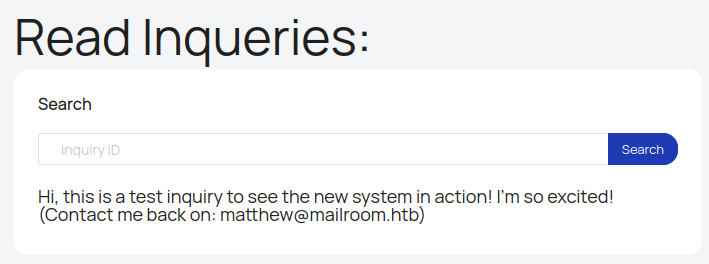 Read Inqueries:
Search
Inquiry ID
Search
Hi, this is a test inquiry to see the new system in action! I'm so excited!
(Contact me back on: matthew@mailroom.htb)